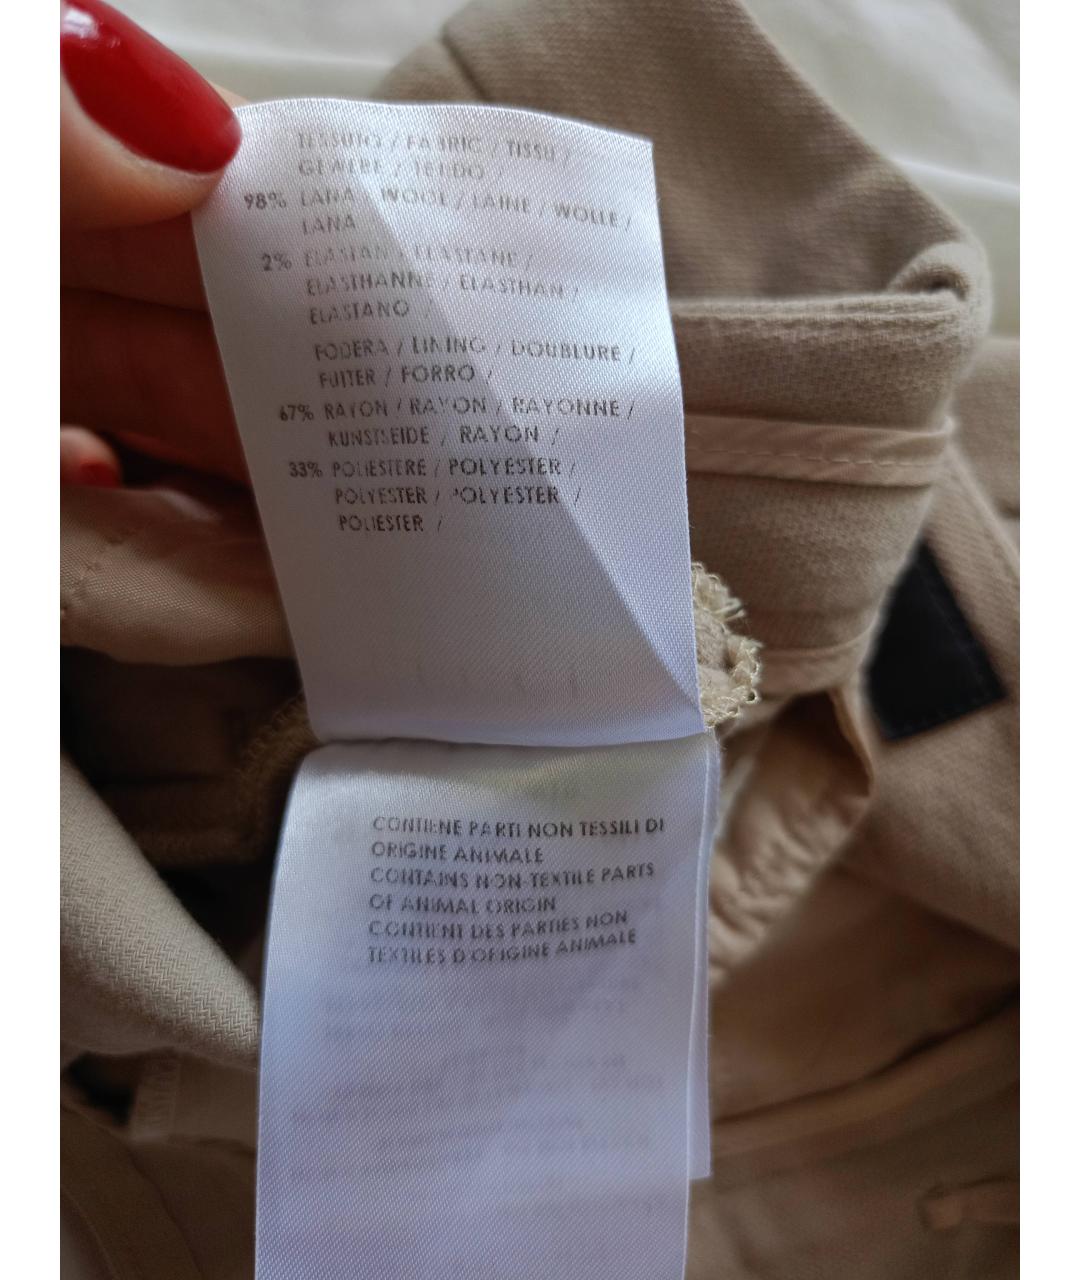 TESSUTO / FABRIC / TISSU /
GEWEBE / TEJIDO /
98% LANA / WOOL / LAINE / WOLLE /
LANA
2% ELASTAN / ELASTANE /
ELASTHANNE / ELASTHAN /
ELASTANO /
FODERA / LINING / DOUBLURE /
FUTTER / FORRO /
67% RAYON / RAYON / RAYONNE /
KUNSTSEIDE / RAYON /
33% POLIESTERE / POLYESTER /
POLYESTER / POLYESTER /
POLIESTER /
CONTIENE PARTI NON TESSILI DI
ORIGINE ANIMALE
CONTAINS NON-TEXTILE PARTS
OF ANIMAL ORIGIN
CONTIENT DES PARTIES NON
TEXTILES D'ORIGINE ANIMALE